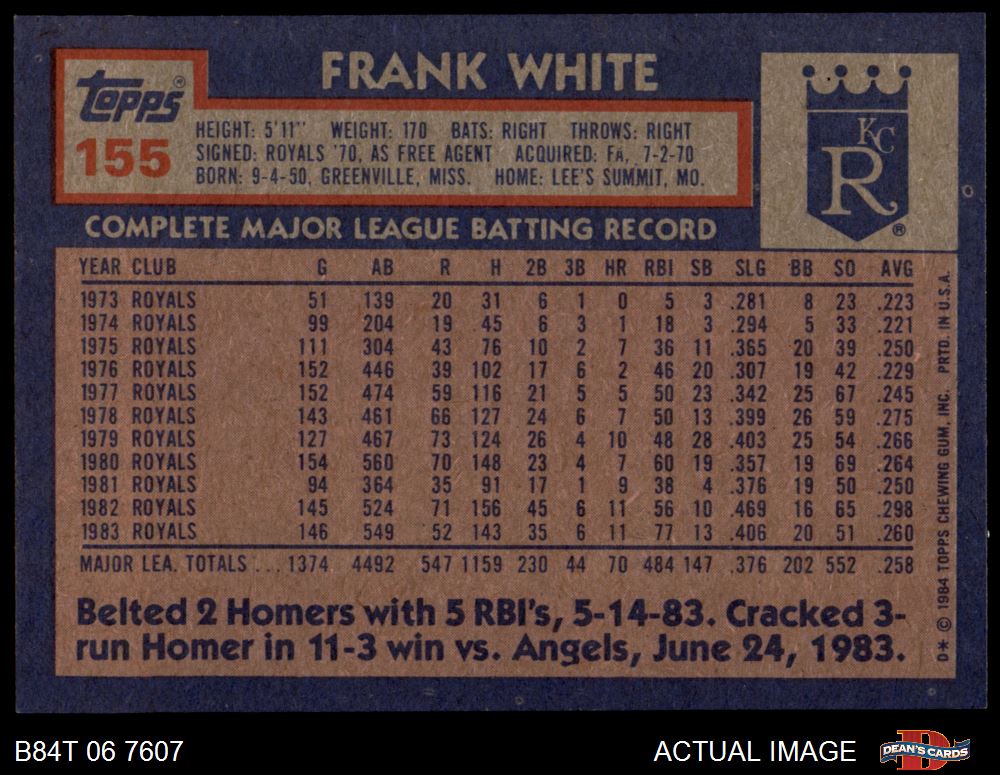 FRANK WHITE
Topps®
155
HEIGHT: 5'11" WEIGHT: 170 BATS: RIGHT THROWS: RIGHT
SIGNED: ROYALS '70, AS FREE AGENT ACQUIRED: FA, 7-2-70
BORN: 9-4-50, GREENVILLE, MISS. HOME: LEE'S SUMMIT, MO.
KC
R
®
COMPLETE MAJOR LEAGUE BATTING RECORD
YEAR CLUB G AB R H 2B 3B HR RBI SB SLG BB SO AVG
1973 ROYALS 51 139 20 31 6 1 0 5 3 .281 8 23 .223
1974 ROYALS 99 204 19 45 6 3 1 18 3 .294 5 33 .221
1975 ROYALS 111 304 43 76 10 2 7 36 11 .365 20 39 .250
1976 ROYALS 152 446 39 102 17 6 2 46 20 .307 19 42 .229
1977 ROYALS 152 474 59 116 21 5 5 50 23 .342 25 67 .245
1978 ROYALS 143 461 66 127 24 6 7 50 13 .399 26 59 .275
1979 ROYALS 127 467 73 124 26 4 10 48 28 .403 25 54 .266
1980 ROYALS 154 560 70 148 23 4 7 60 19 .357 19 69 .264
1981 ROYALS 94 364 35 91 17 1 9 38 4 .376 19 50 .250
1982 ROYALS 145 524 71 156 45 6 11 56 10 .469 16 65 .298
1983 ROYALS 146 549 52 143 35 6 11 77 13 .406 20 51 .260
MAJOR LEA. TOTALS ... 1374 4492 547 1159 230 44 70 484 147 .376 202 552 .258
Belted 2 Homers with 5 RBI's, 5-14-83. Cracked 3-
run Homer in 11-3 win vs. Angels, June 24, 1983.
D* © 1984 TOPPS CHEWING GUM, INC. PRTD. IN U.S.A.
B84T 06 7607
ACTUAL IMAGE
D
DEAN'S CARDS